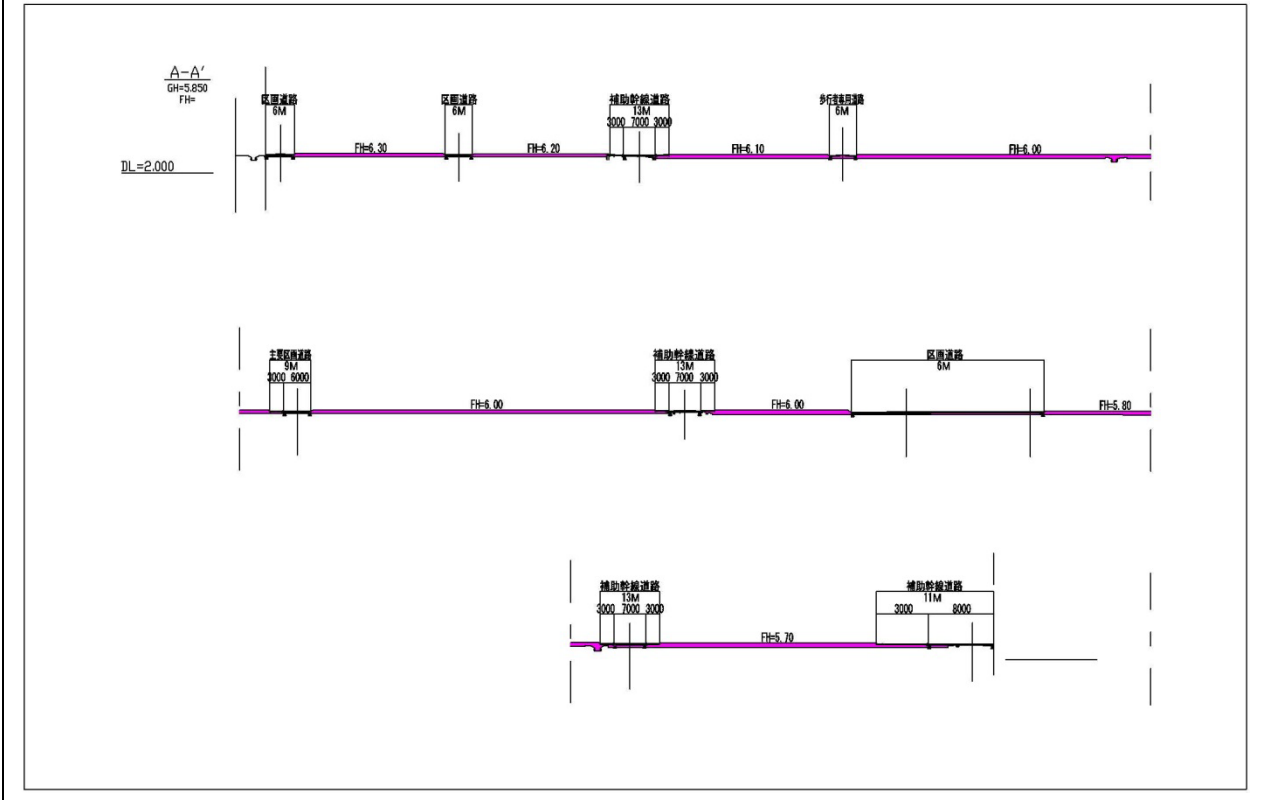 A-A′
GH=5.850
FH=
DL=2.000
区画道路
6M
区画道路
6M
補助幹線道路
13M
3000 7000 3000
歩行者専用道路
6M
FH=6.30
FH=6.20
FH=6.10
FH=6.00
主要区画道路
9M
3000 6000
補助幹線道路
13M
3000 7000 3000
区画道路
6M
FH=6.00
FH=6.00
FH=5.80
補助幹線道路
13M
3000 7000 3000
補助幹線道路
11M
3000 8000
FH=5.70